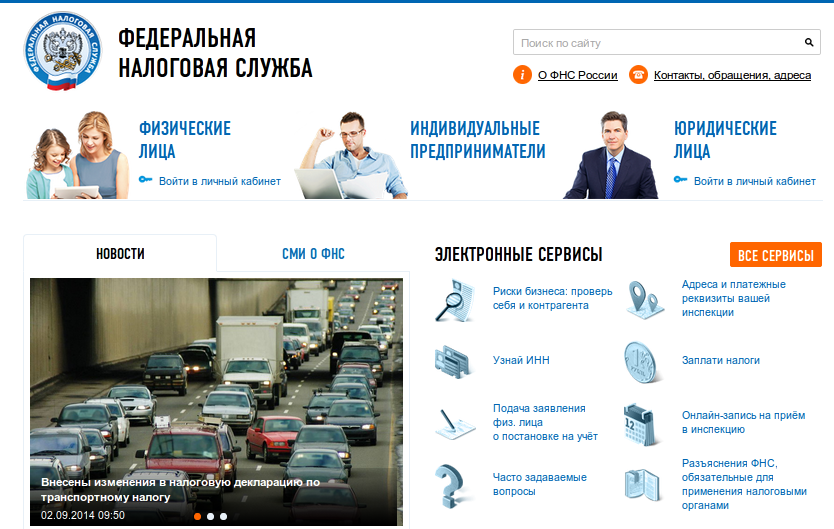 ФЕДЕРАЛЬНАЯ НАЛОГОВАЯ СЛУЖБА
ФЕДЕРАЛЬНАЯ
НАЛОГОВАЯ СЛУЖБА
Поиск по сайту
i О ФНС России
Контакты, обращения, адреса
ФИЗИЧЕСКИЕ
ЛИЦА
Войти в личный кабинет
ИНДИВИДУАЛЬНЫЕ
ПРЕДПРИНИМАТЕЛИ
ЮРИДИЧЕСКИЕ
ЛИЦА
Войти в личный кабинет
НОВОСТИ
СМИ О ФНС
Внесены изменения в налоговую декларацию по
транспортному налогу
02.09.2014 09:50
ЭЛЕКТРОННЫЕ СЕРВИСЫ
ВСЕ СЕРВИСЫ
Риски бизнеса: проверь
себя и контрагента
Адреса и платежные
реквизиты вашей
инспекции
Узнай ИНН
Заплати налоги
Подача заявления
физ. лица
о постановке на учёт
Онлайн-запись на приём
в инспекцию
12
Часто задаваемые
вопросы
Разъяснения ФНС,
обязательные для
применения налоговыми
органами